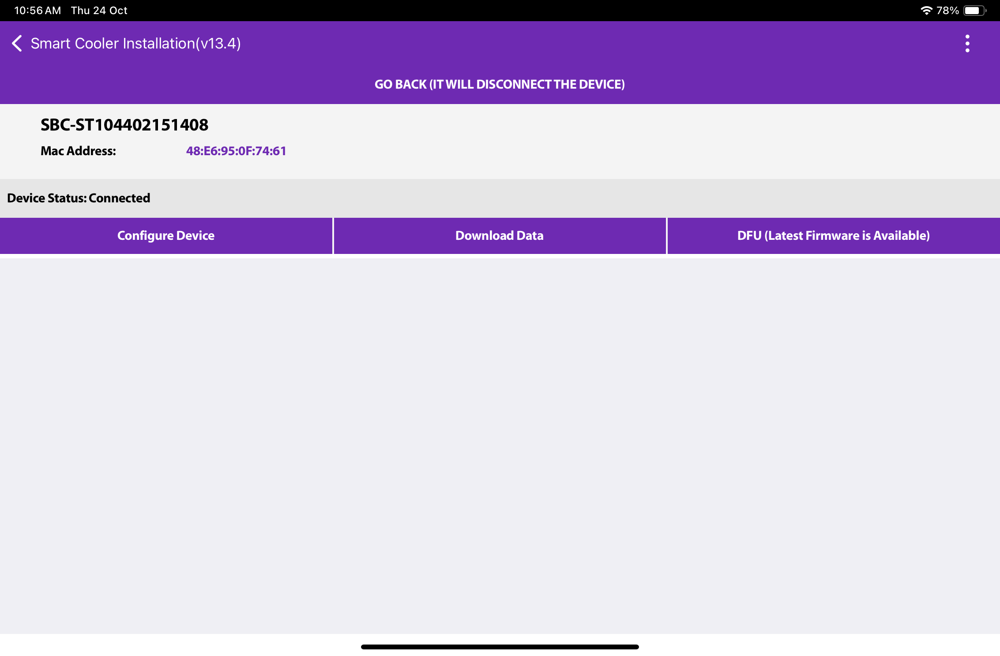 10:56 AM Thu 24 Oct 78%
Smart Cooler Installation(v13.4)
GO BACK (IT WILL DISCONNECT THE DEVICE)
SBC-ST104402151408
Mac Address: 48:E6:95:0F:74:61
Device Status: Connected
Configure Device Download Data DFU (Latest Firmware is Available)